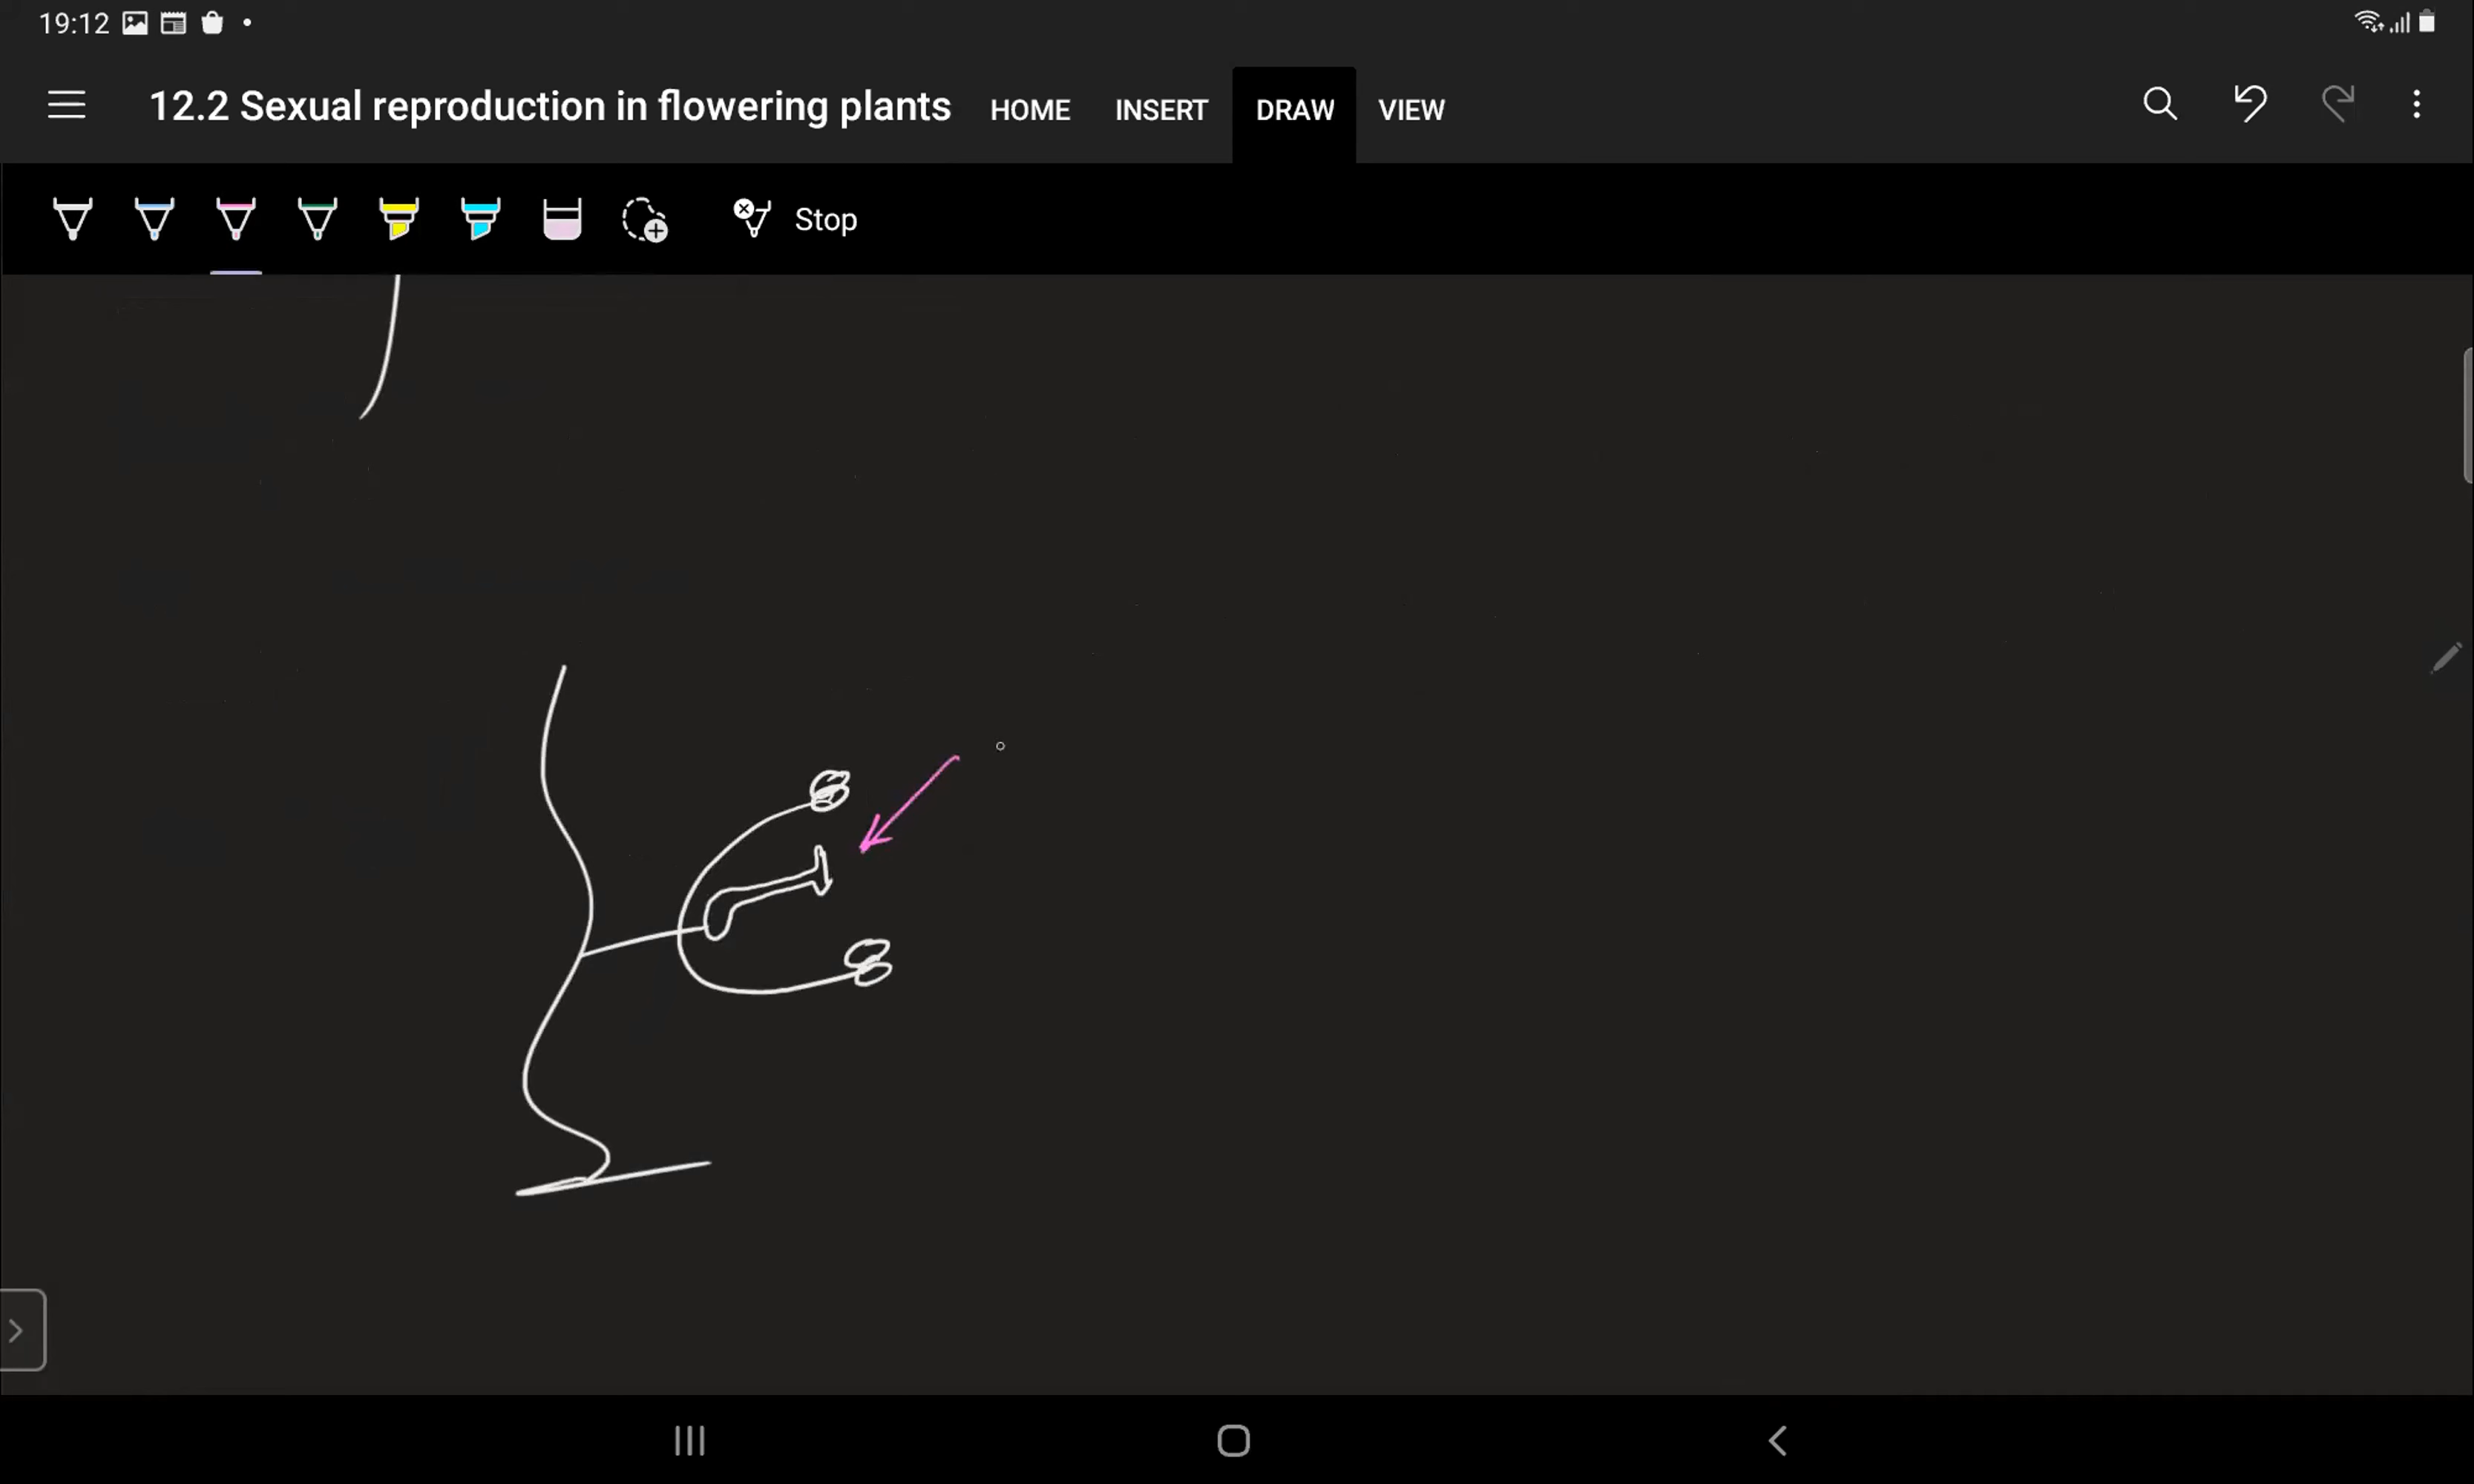 19:12
12.2 Sexual reproduction in flowering plants HOME INSERT DRAW VIEW
Stop